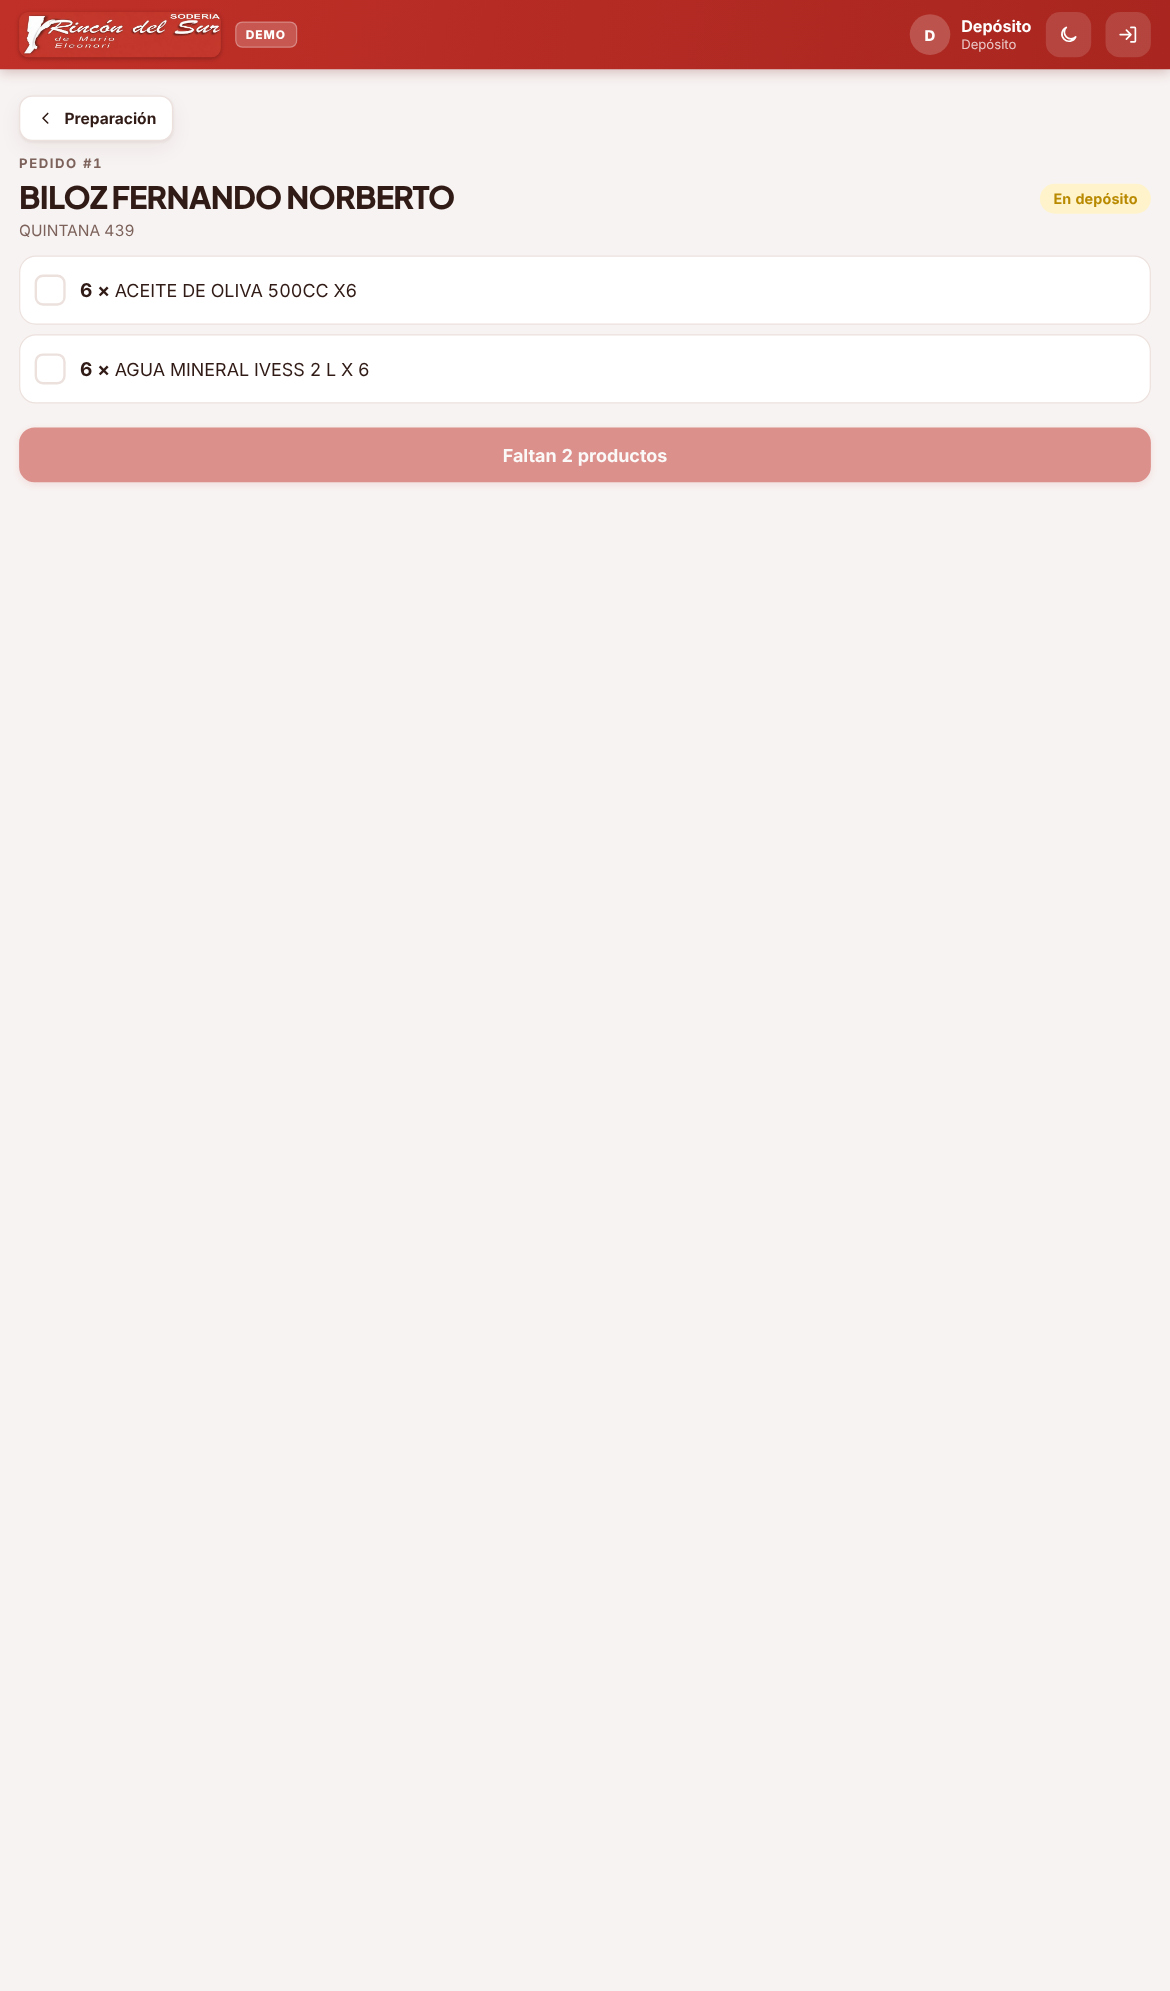 SODERIA
Rincón del Sur
de Mario
Eleonori
DEMO
D
Depósito
Depósito
Preparación
PEDIDO #1
BILOZ FERNANDO NORBERTO
En depósito
QUINTANA 439
6 × ACEITE DE OLIVA 500CC X6
6 × AGUA MINERAL IVESS 2 L X 6
Faltan 2 productos